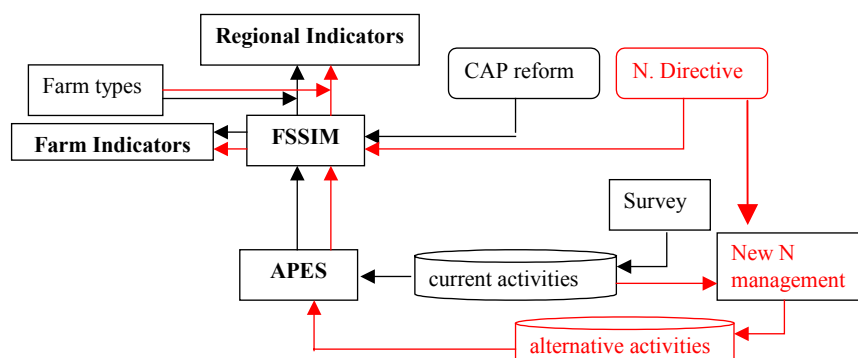 Regional Indicators
Farm types
CAP reform
N. Directive
Farm Indicators
FSSIM
Survey
APES
current activities
New N
management
alternative activities